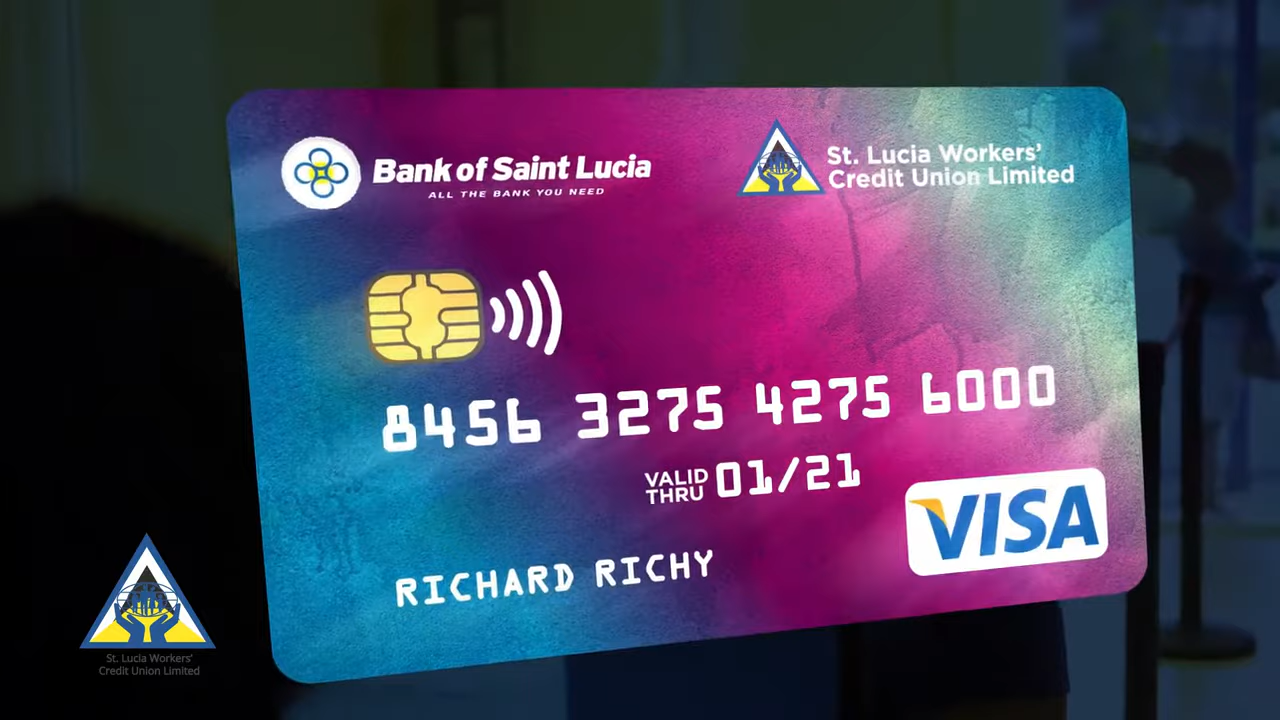 Bank of Saint Lucia
ALL THE BANK YOU NEED
St. Lucia Workers'
Credit Union Limited
8456 3275 4275 6000
VALID
THRU 01/21
VISA
RICHARD RICHY
St. Lucia Workers'
Credit Union Limited